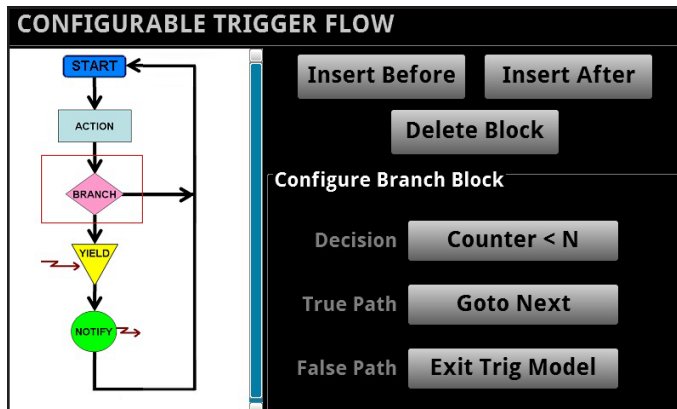 CONFIGURABLE TRIGGER FLOW
START
ACTION
BRANCH
YIELD
NOTIFY
Insert Before
Insert After
Delete Block
Configure Branch Block
Decision Counter < N
True Path Goto Next
False Path Exit Trig Model